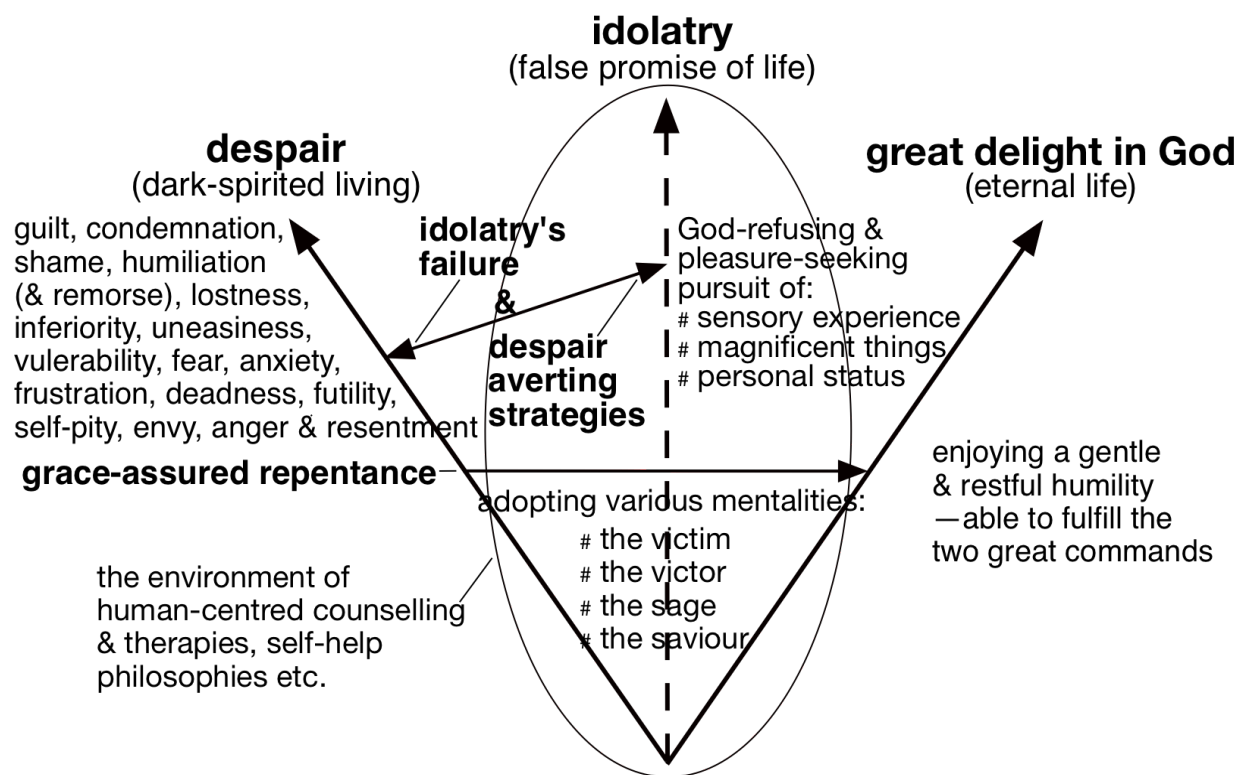 idolatry
(false promise of life)
despair
(dark-spirited living)
guilt, condemnation,
shame, humiliation
(& remorse), lostness,
inferiority, uneasiness,
vulerability, fear, anxiety,
frustration, deadness, futility,
self-pity, envy, anger & resentment
grace-assured repentance
idolatry's
failure
&
despair
averting
strategies
God-refusing &
pleasure-seeking
pursuit of:
# sensory experience
# magnificent things
# personal status
great delight in God
(eternal life)
adopting various mentalities:
# the victim
# the victor
# the sage
# the saviour
the environment of
human-centred counselling
& therapies, self-help
philosophies etc.
enjoying a gentle
& restful humility
—able to fulfill the
two great commands